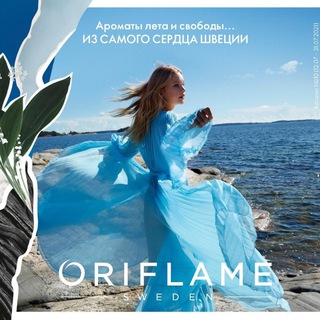 Ароматы лета и свободы...
ИЗ САМОГО СЕРДЦА ШВЕЦИИ
ORIFLAME
SWEDEN